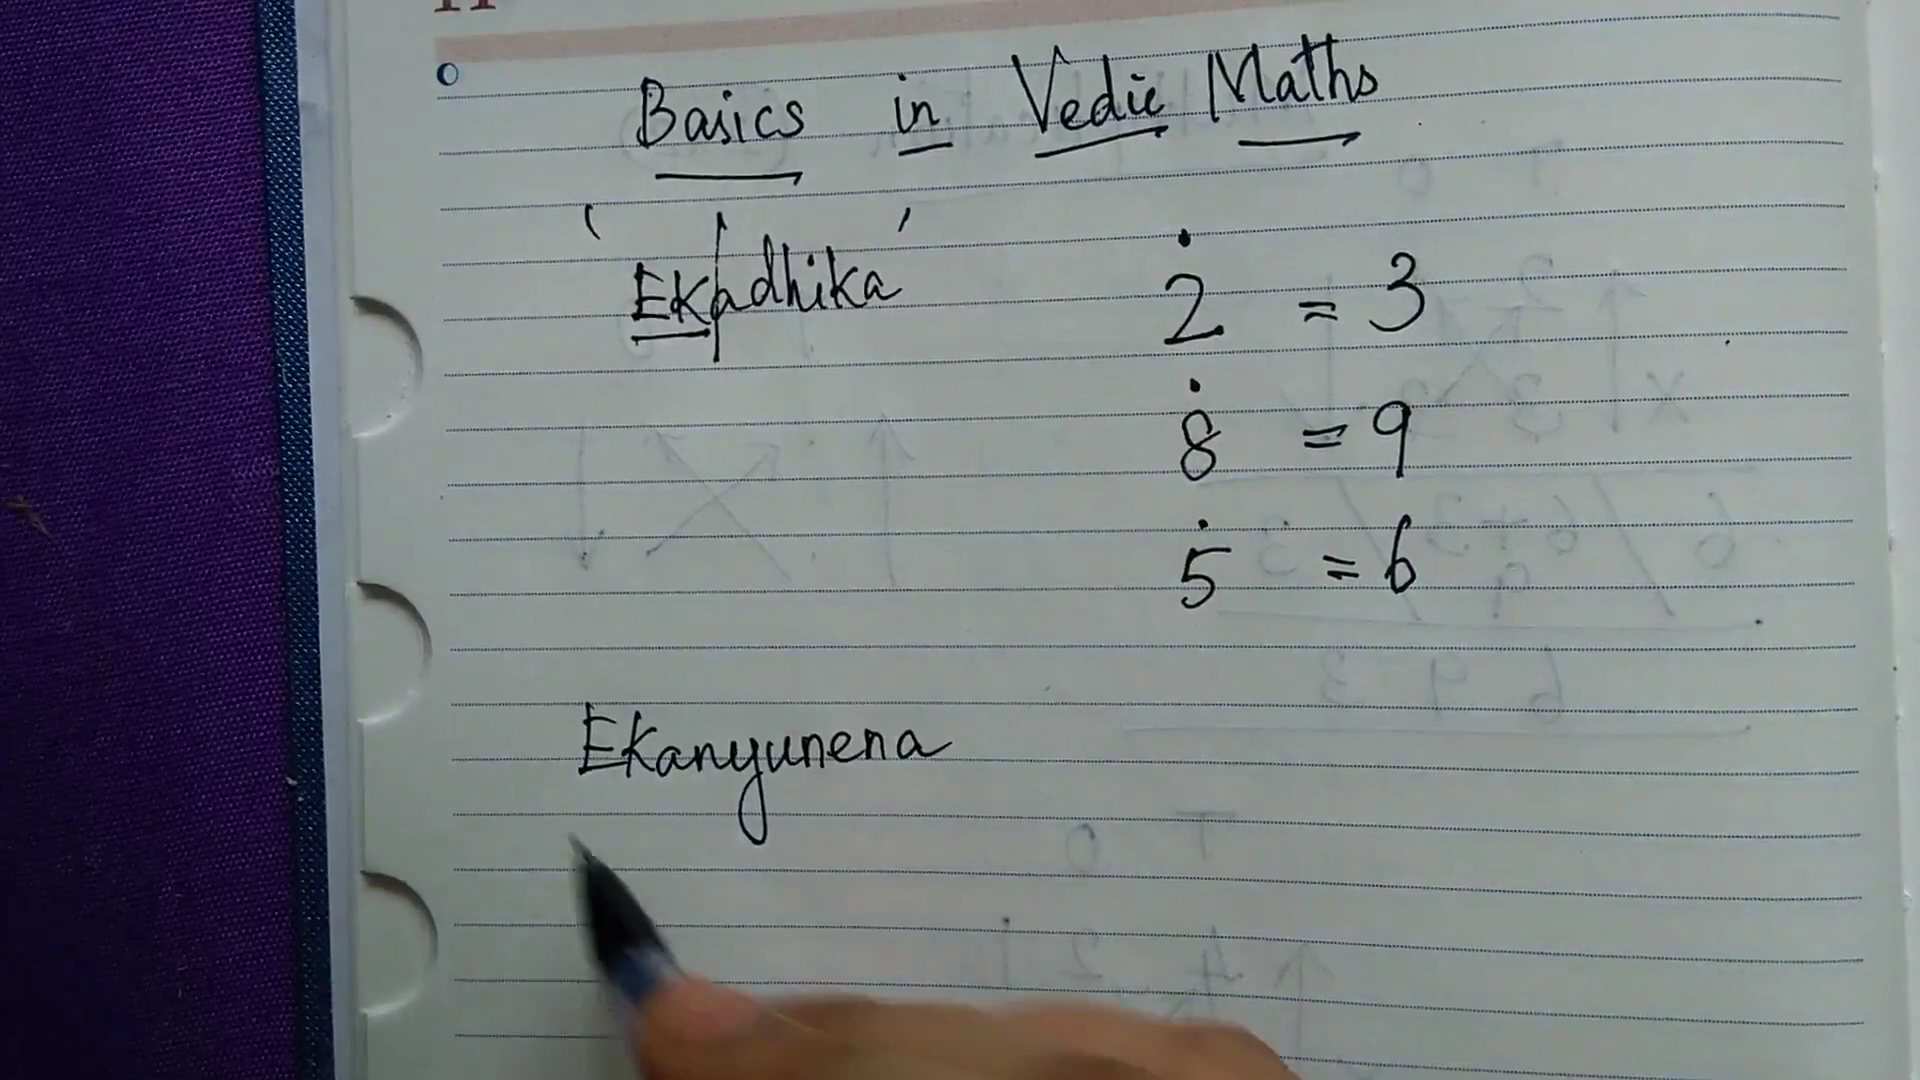 Basics in Vedic Maths
'Ekadhika' 2̇ = 3
8̇ = 9
5̇ = 6
Ekanyunena